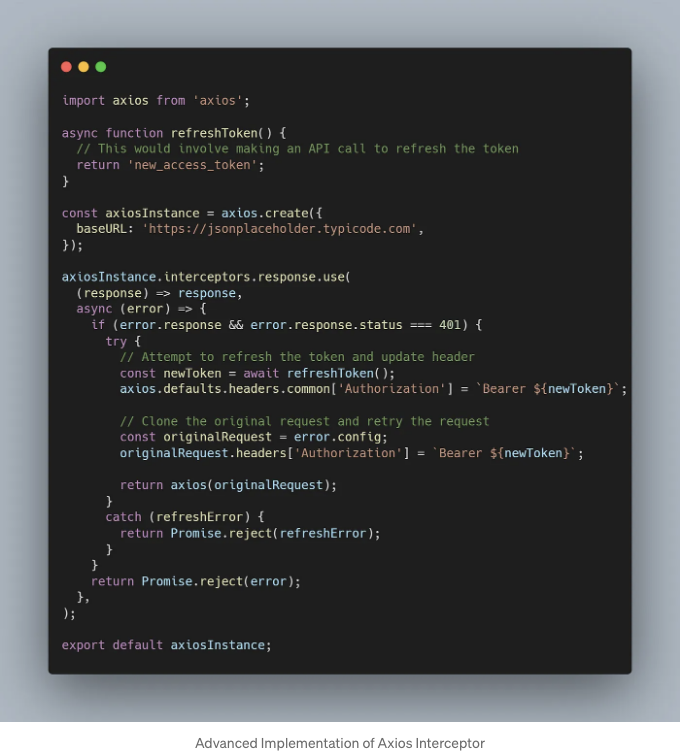 import axios from 'axios';
async function refreshToken() {
// This would involve making an API call to refresh the token
return 'new_access_token';
}
const axiosInstance = axios.create({
baseURL: 'https://jsonplaceholder.typicode.com',
});
axiosInstance.interceptors.response.use(
(response) => response,
async (error) => {
if (error.response && error.response.status === 401) {
try {
// Attempt to refresh the token and update header
const newToken = await refreshToken();
axios.defaults.headers.common['Authorization'] = `Bearer ${newToken}`;
// Clone the original request and retry the request
const originalRequest = error.config;
originalRequest.headers['Authorization'] = `Bearer ${newToken}`;
return axios(originalRequest);
}
catch (refreshError) {
return Promise.reject(refreshError);
}
}
return Promise.reject(error);
},
);
export default axiosInstance;
Advanced Implementation of Axios Interceptor